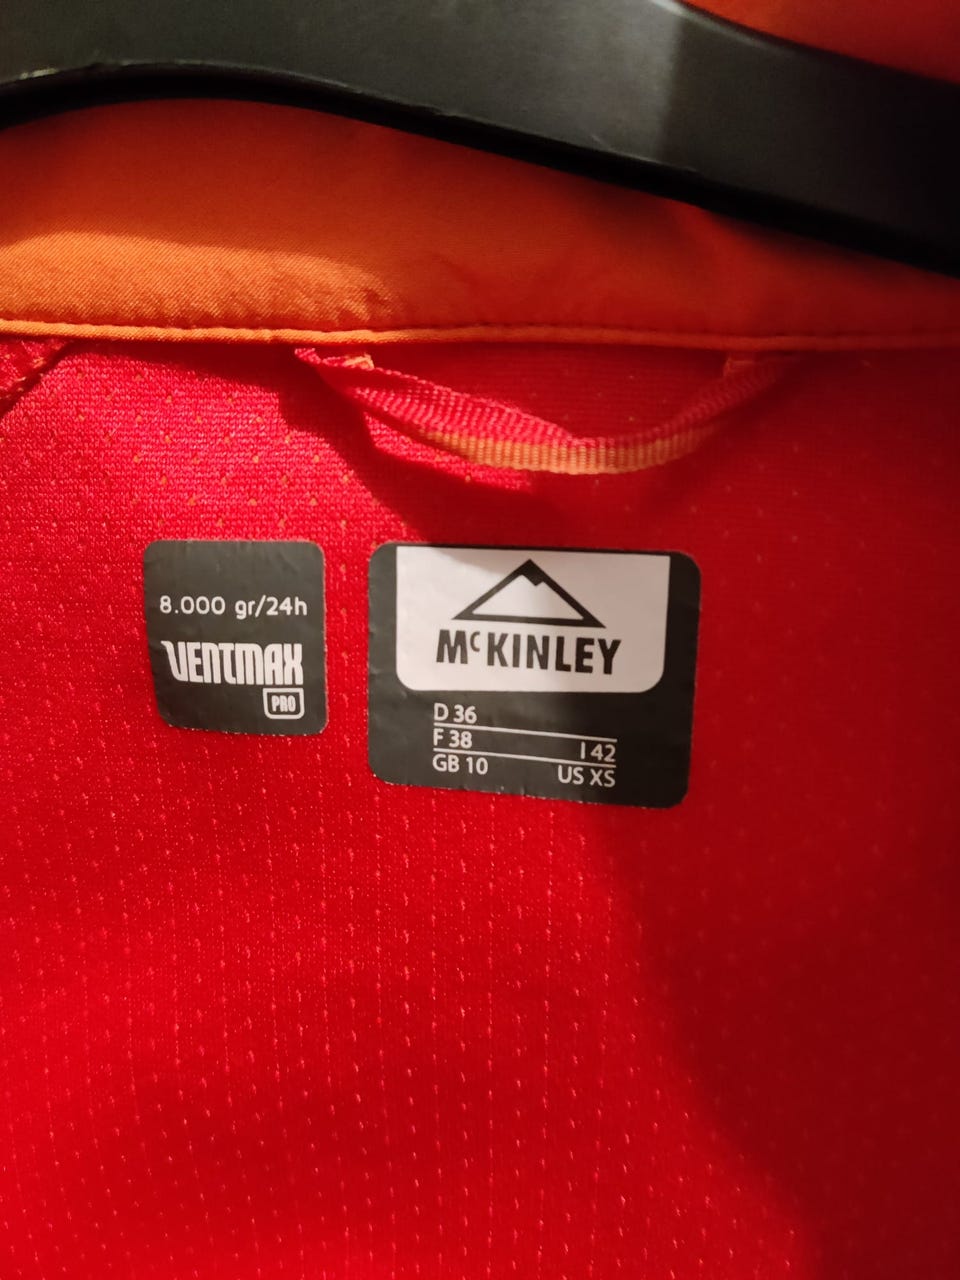 8.000 gr/24h
VENTMAX
PRO
McKINLEY
D 36
F 38 I 42
GB 10 US XS